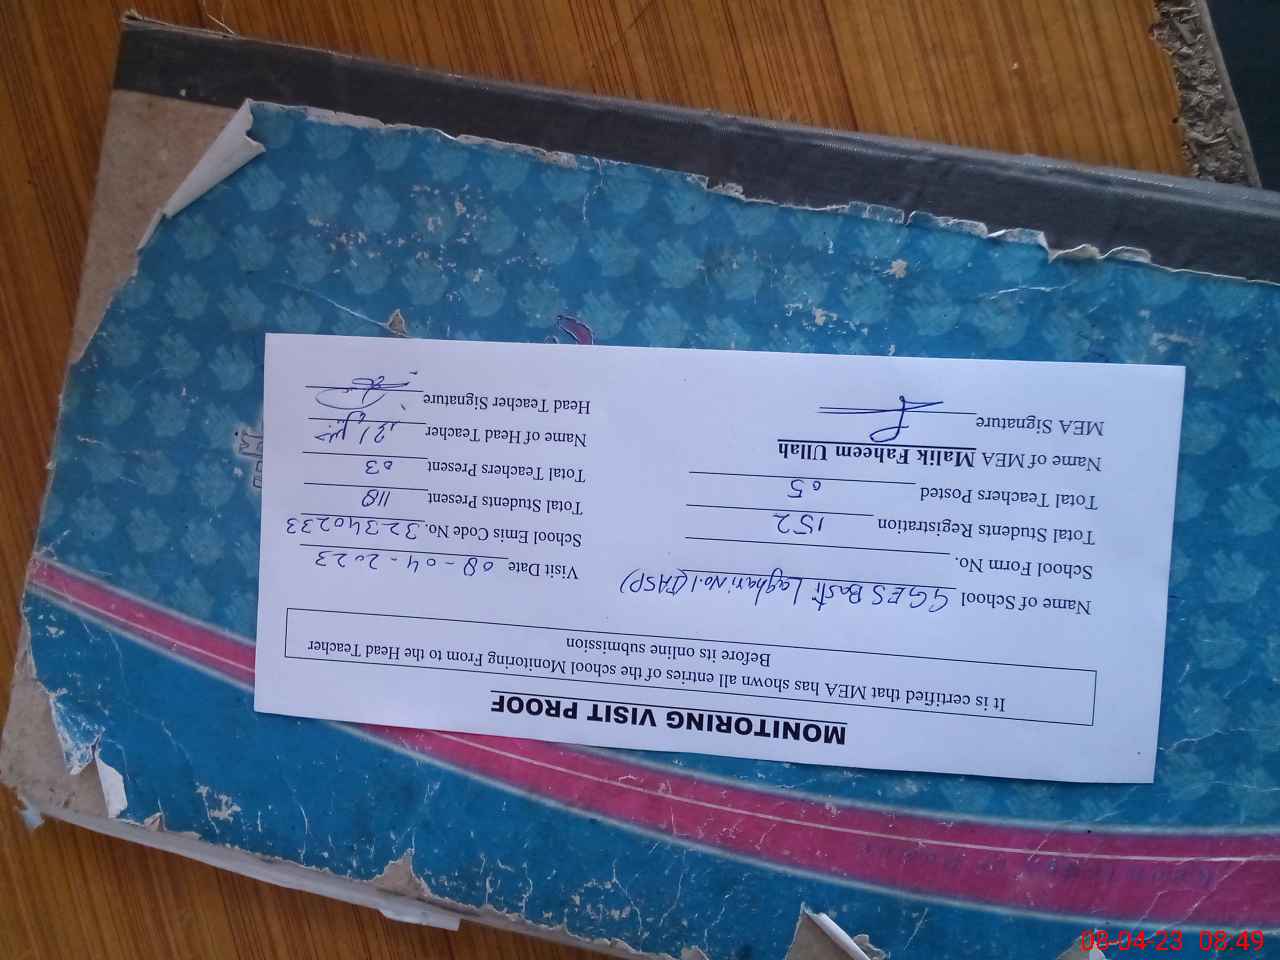 MONITORING VISIT PROOF
It is certified that MEA has shown all entries of the school Monitoring From to the Head Teacher
Before its online submission
Name of School GGES Basti Laghari No.1 (IASP)
Visit Date 08-04-2023
School Form No.
School Emis Code No. 32340233
Total Students Registration 152
Total Students Present 118
Total Teachers Posted 05
Total Teachers Present 03
Name of MEA Malik Faheem Ullah
Name of Head Teacher
MEA Signature
Head Teacher Signature
08-04-23 08:49